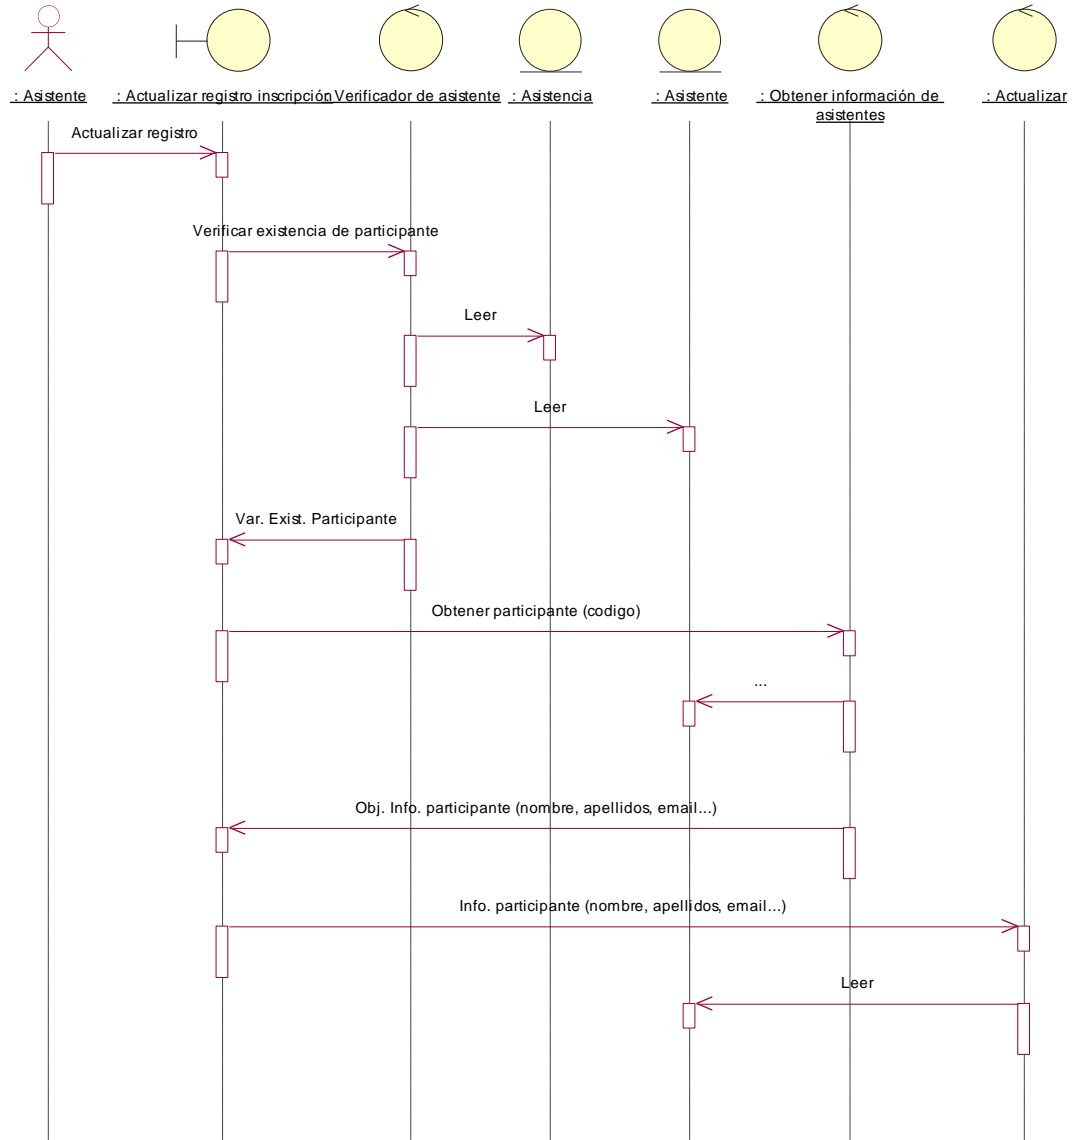 : Asistente
: Actualizar registro inscripción
Verificador de asistente
: Asistencia
: Asistente
: Obtener información de
asistentes
: Actualizar
Actualizar registro
Verificar existencia de participante
Leer
Leer
Var. Exist. Participante
Obtener participante (codigo)
...
Obj. Info. participante (nombre, apellidos, email...)
Info. participante (nombre, apellidos, email...)
Leer